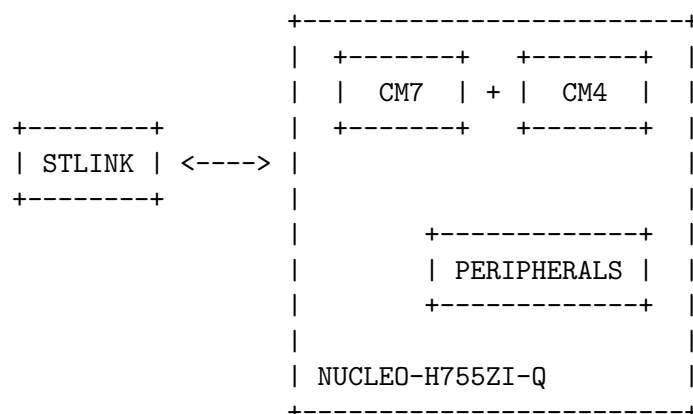 CM7 + CM4
STLINK <---->
PERIPHERALS
NUCLEO-H755ZI-Q